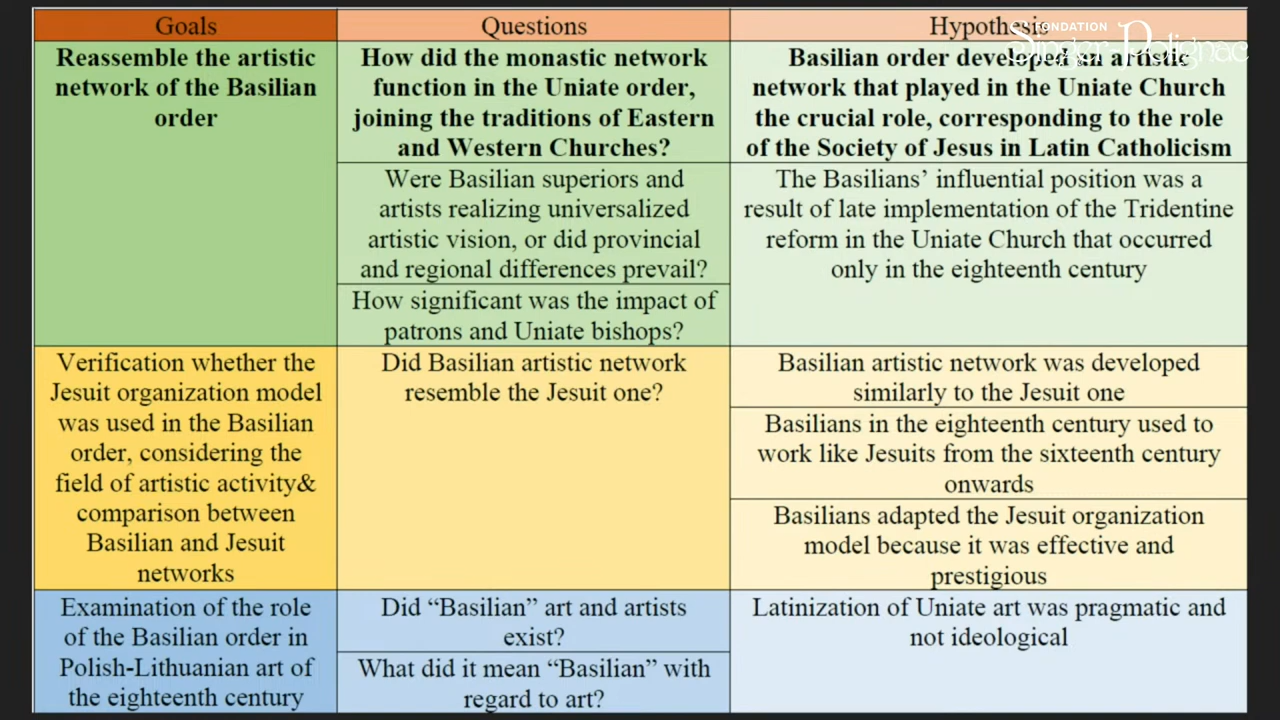 Goals
Questions
Hypothesis
FONDATION
Singer-Polignac
Reassemble the artistic
network of the Basilian
order
How did the monastic network
function in the Uniate order,
joining the traditions of Eastern
and Western Churches?
Basilian order developed an artistic
network that played in the Uniate Church
the crucial role, corresponding to the role
of the Society of Jesus in Latin Catholicism
Were Basilian superiors and
artists realizing universalized
artistic vision, or did provincial
and regional differences prevail?
The Basilians’ influential position was a
result of late implementation of the Tridentine
reform in the Uniate Church that occurred
only in the eighteenth century
How significant was the impact of
patrons and Uniate bishops?
Verification whether the
Jesuit organization model
was used in the Basilian
order, considering the
field of artistic activity&
comparison between
Basilian and Jesuit
networks
Did Basilian artistic network
resemble the Jesuit one?
Basilian artistic network was developed
similarly to the Jesuit one
Basilians in the eighteenth century used to
work like Jesuits from the sixteenth century
onwards
Basilians adapted the Jesuit organization
model because it was effective and
prestigious
Examination of the role
of the Basilian order in
Polish-Lithuanian art of
the eighteenth century
Did “Basilian” art and artists
exist?
What did it mean “Basilian” with
regard to art?
Latinization of Uniate art was pragmatic and
not ideological